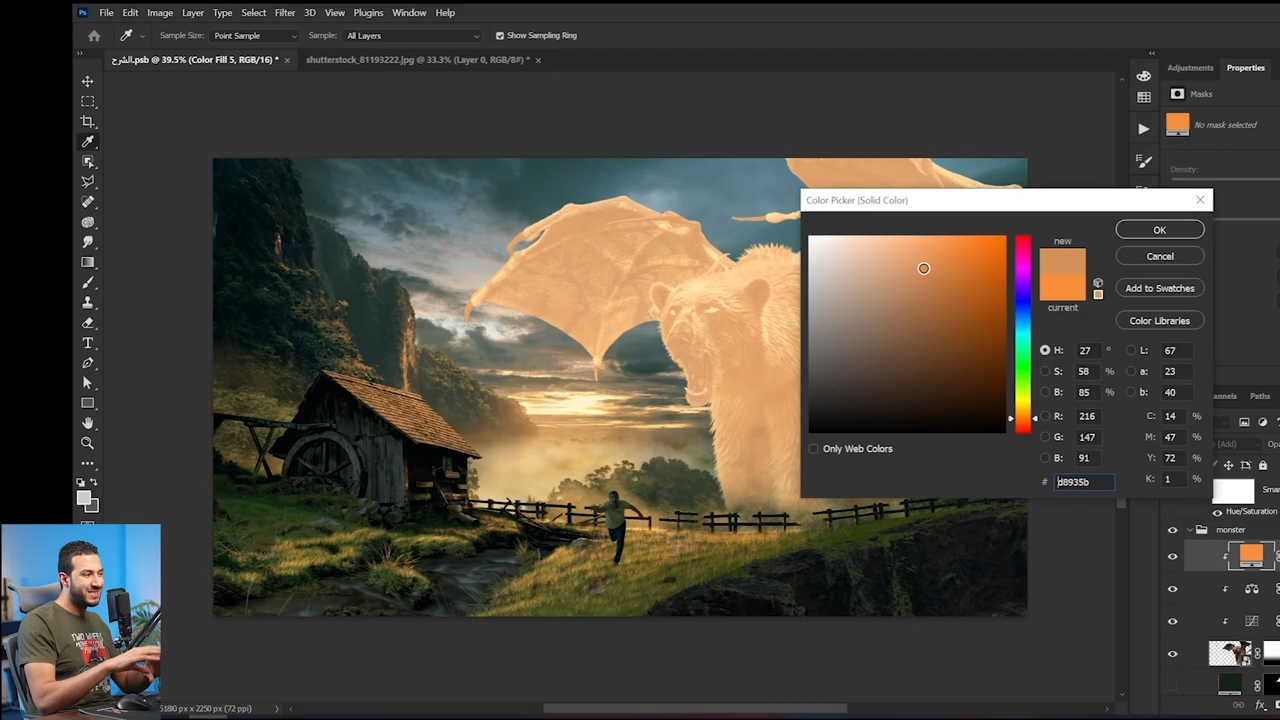 Ps File Edit Image Layer Type Select Filter 3D View Plugins Window Help
Sample Size: Point Sample Sample: All Layers Show Sampling Ring
الشرح.psb @ 39.5% (Color Fill 5, RGB/16) * × shutterstock_81193222.jpg @ 33.3% (Layer 0, RGB/8#) * ×
Adjustments Properties
Masks
No mask selected
Density:
Color Picker (Solid Color)
new
current
OK
Cancel
Add to Swatches
Color Libraries
H: 27 °
S: 58 %
B: 85 %
R: 216
G: 147
B: 91
L: 67
a: 23
b: 40
C: 14 %
M: 47 %
Y: 72 %
K: 1 %
Only Web Colors
# d8935b
Paths
Hue/Saturation
monster
fx
5180 px x 2250 px (72 ppi)